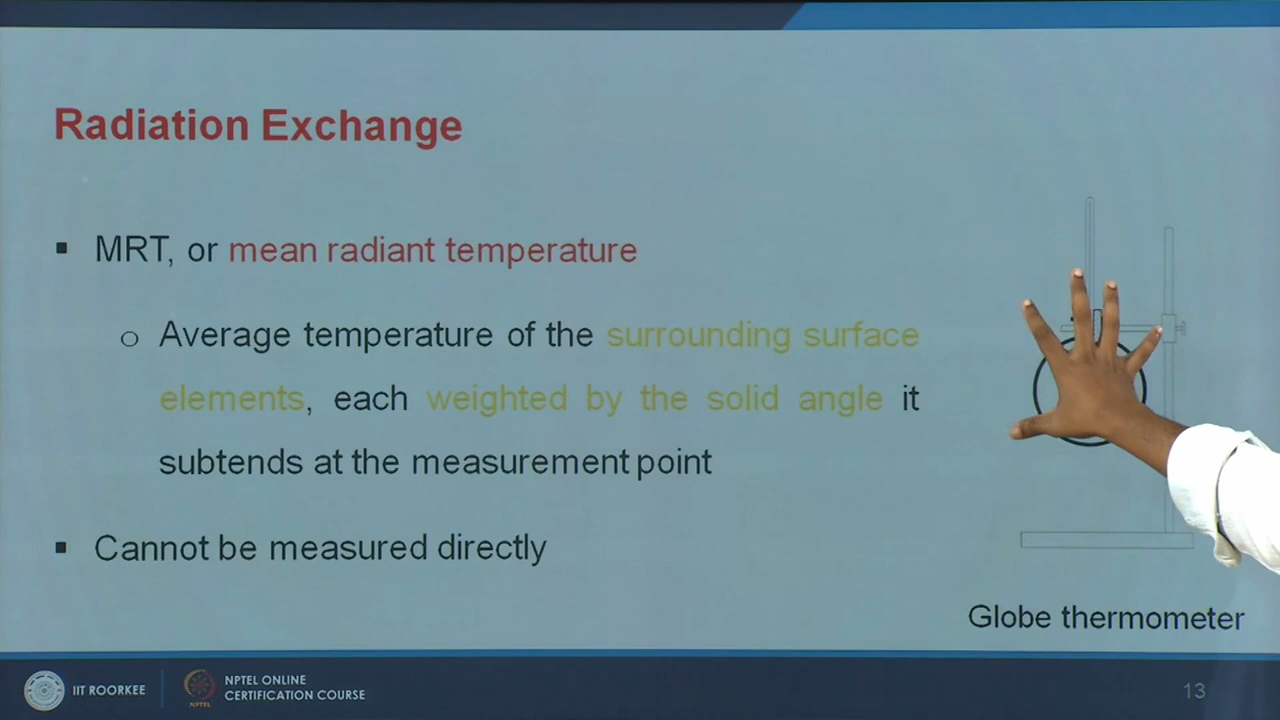 Radiation Exchange
▪ MRT, or mean radiant temperature
o Average temperature of the surrounding surface
elements, each weighted by the solid angle it
subtends at the measurement point
▪ Cannot be measured directly
Globe thermometer
IIT ROORKEE
NPTEL
NPTEL ONLINE
CERTIFICATION COURSE
13